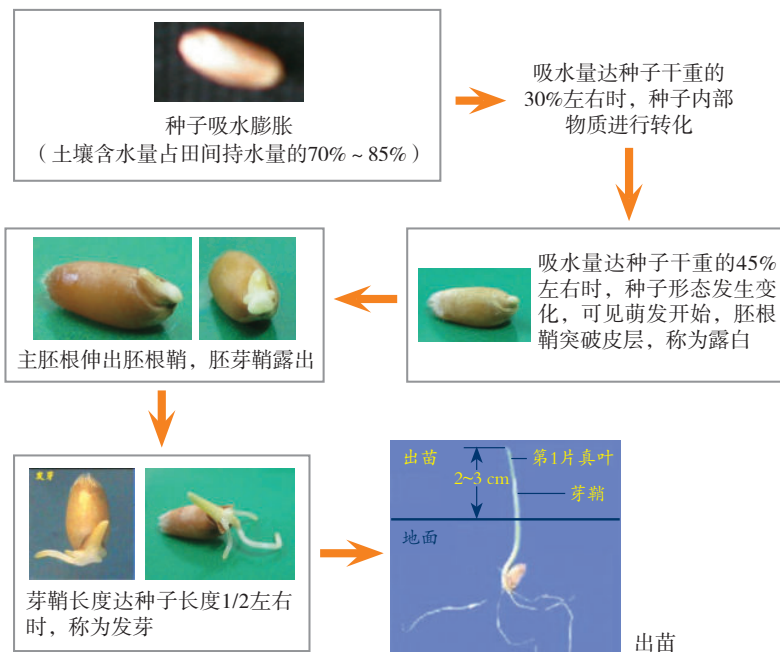 种子吸水膨胀
（土壤含水量占田间持水量的70%~85%）
吸水量达种子干重的
30%左右时，种子内部
物质进行转化
吸水量达种子干重的45%
左右时，种子形态发生变
化，可见萌发开始，胚根
鞘突破皮层，称为露白
主胚根伸出胚根鞘，胚芽鞘露出
发芽
芽鞘长度达种子长度1/2左右
时，称为发芽
出苗
第1片真叶
2~3 cm
芽鞘
地面
出苗